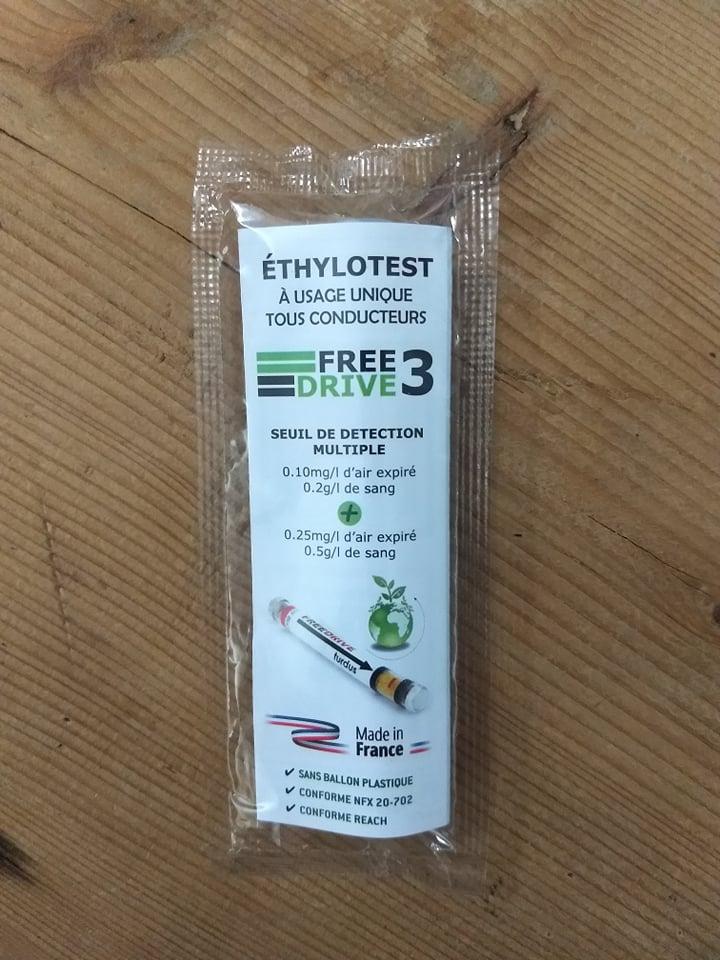 ÉTHYLOTEST
À USAGE UNIQUE
TOUS CONDUCTEURS
FREE
DRIVE 3
SEUIL DE DETECTION
MULTIPLE
0.10mg/l d'air expiré
0.2g/l de sang
+
0.25mg/l d'air expiré
0.5g/l de sang
FREEDRIVE
turdus
Made in
France
✓ SANS BALLON PLASTIQUE
✓ CONFORME NFX 20-702
✓ CONFORME REACH